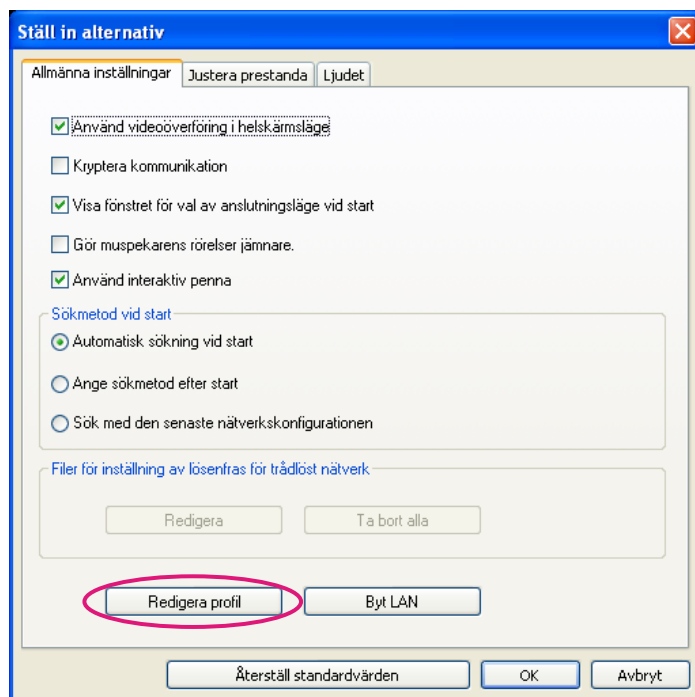 Ställ in alternativ
Allmänna inställningar Justera prestanda Ljudet
Använd videoöverföring i helskärmsläge
Kryptera kommunikation
Visa fönstret för val av anslutningsläge vid start
Gör muspekarens rörelser jämnare.
Använd interaktiv penna
Sökmetod vid start
Automatisk sökning vid start
Ange sökmetod efter start
Sök med den senaste nätverkskonfigurationen
Filer för inställning av lösenfras för trådlöst nätverk
Redigera Ta bort alla
Redigera profil Byt LAN
Återställ standardvärden OK Avbryt